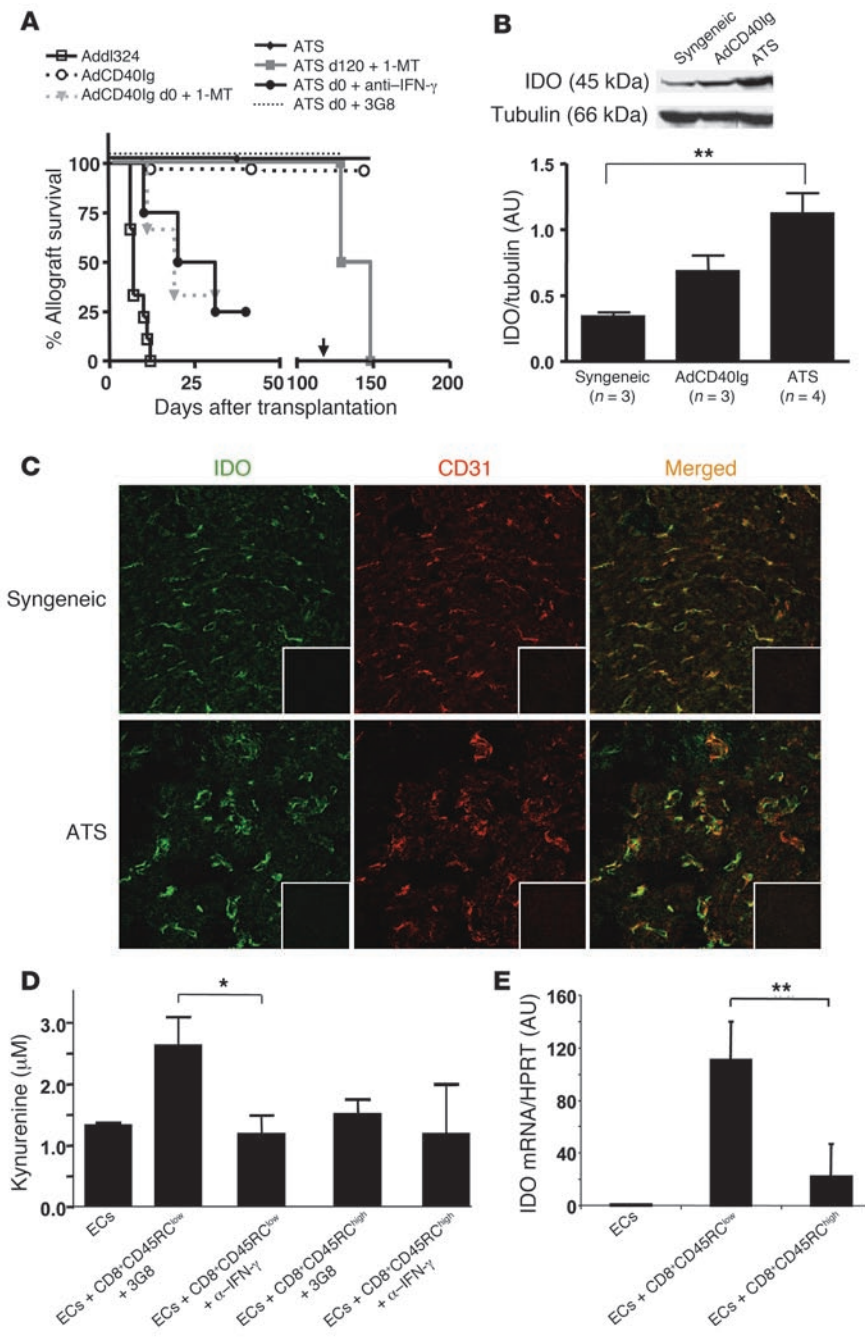 A
Addl324
AdCD40Ig
AdCD40Ig d0 + 1-MT
ATS
ATS d120 + 1-MT
ATS d0 + anti–IFN-γ
ATS d0 + 3G8
% Allograft survival
100
75
50
25
0
0 25 50 100 150 200
Days after transplantation
B
Syngeneic
AdCD40Ig
ATS
IDO (45 kDa)
Tubulin (66 kDa)
**
IDO/tubulin (AU)
1.5
1.0
0.5
0.0
Syngeneic AdCD40Ig ATS
(n = 3) (n = 3) (n = 4)
C
IDO CD31 Merged
Syngeneic
ATS
D
*
Kynurenine (µM)
3.0
2.0
1.0
0.0
ECs
ECs + CD8+CD45RClow
+ 3G8
ECs + CD8+CD45RClow
+ α–IFN-γ
ECs + CD8+CD45RChigh
+ 3G8
ECs + CD8+CD45RChigh
+ α–IFN-γ
E
**
IDO mRNA/HPRT (AU)
160
120
80
40
0
ECs
ECs + CD8+CD45RClow
ECs + CD8+CD45RChigh